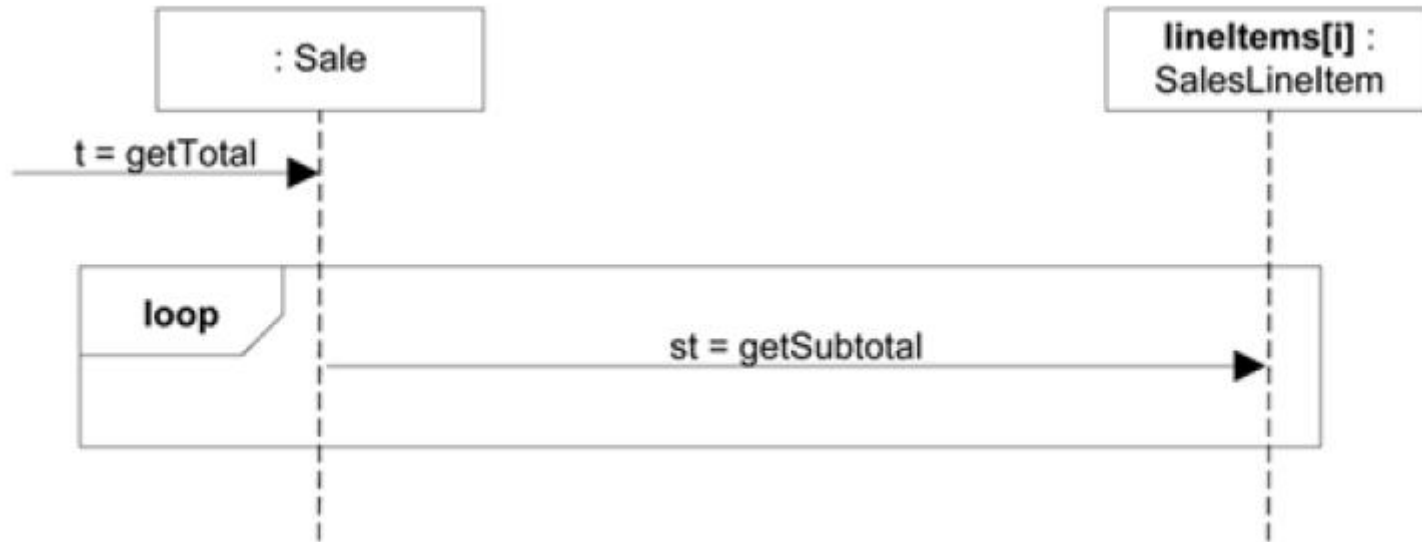 : Sale
lineItems[i] :
SalesLineItem
t = getTotal
loop
st = getSubtotal